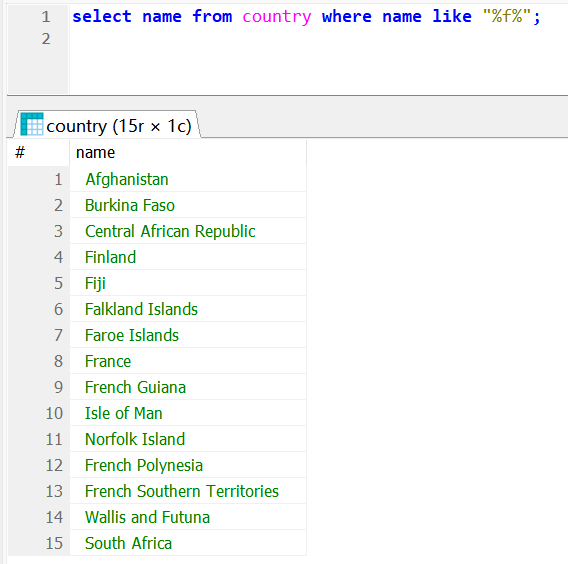 1 select name from country where name like "%f%";
2
country (15r × 1c)
# name
1 Afghanistan
2 Burkina Faso
3 Central African Republic
4 Finland
5 Fiji
6 Falkland Islands
7 Faroe Islands
8 France
9 French Guiana
10 Isle of Man
11 Norfolk Island
12 French Polynesia
13 French Southern Territories
14 Wallis and Futuna
15 South Africa